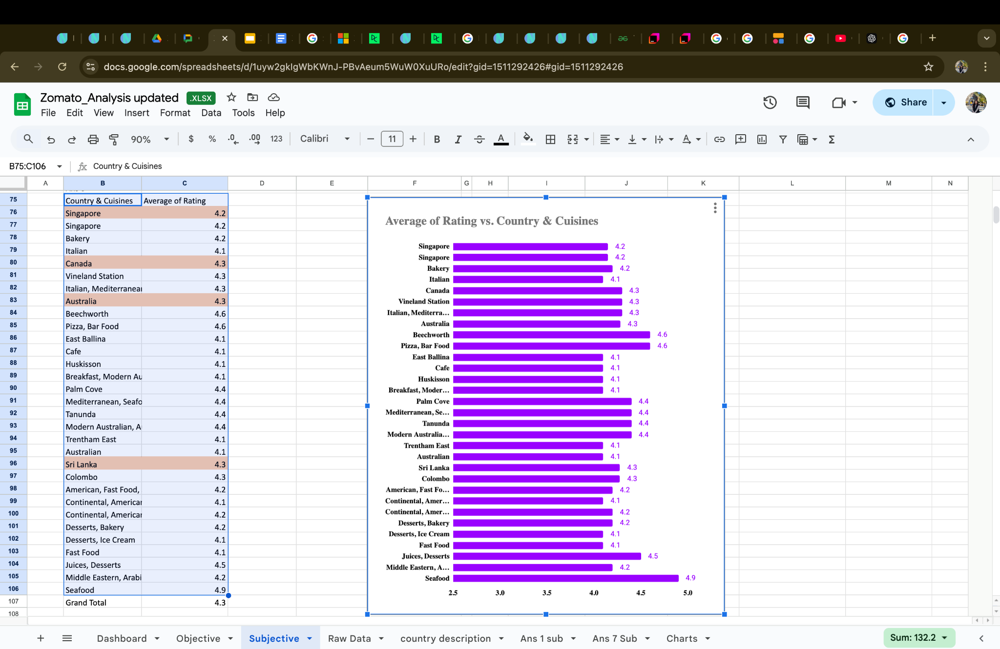 docs.google.com/spreadsheets/d/1uyw2gkIgWbKWnJ-PBvAeum5WuW0XuURo/edit?gid=1511292426#gid=1511292426
Zomato_Analysis updated .XLSX
File Edit View Insert Format Data Tools Help
Share
90% $ % .0 .00 123 Calibri 11 B I A A
B75:C106 fx Country & Cuisines
A B C D E F G H I J K L M N
75 Country & Cuisines Average of Rating
76 Singapore 4.2
77 Singapore 4.2
78 Bakery 4.2
79 Italian 4.1
80 Canada 4.3
81 Vineland Station 4.3
82 Italian, Mediterranean 4.3
83 Australia 4.3
84 Beechworth 4.6
85 Pizza, Bar Food 4.6
86 East Ballina 4.1
87 Cafe 4.1
88 Huskisson 4.1
89 Breakfast, Modern Au 4.1
90 Palm Cove 4.4
91 Mediterranean, Seafo 4.4
92 Tanunda 4.4
93 Modern Australian, A 4.4
94 Trentham East 4.1
95 Australian 4.1
96 Sri Lanka 4.3
97 Colombo 4.3
98 American, Fast Food, 4.2
99 Continental, American 4.1
100 Continental, American 4.2
101 Desserts, Bakery 4.2
102 Desserts, Ice Cream 4.1
103 Fast Food 4.1
104 Juices, Desserts 4.5
105 Middle Eastern, Arabi 4.2
106 Seafood 4.9
107 Grand Total 4.3
108
Average of Rating vs. Country & Cuisines
Singapore 4.2
Singapore 4.2
Bakery 4.2
Italian 4.1
Canada 4.3
Vineland Station 4.3
Italian, Mediterra... 4.3
Australia 4.3
Beechworth 4.6
Pizza, Bar Food 4.6
East Ballina 4.1
Cafe 4.1
Huskisson 4.1
Breakfast, Moder... 4.1
Palm Cove 4.4
Mediterranean, Se... 4.4
Tanunda 4.4
Modern Australia... 4.4
Trentham East 4.1
Australian 4.1
Sri Lanka 4.3
Colombo 4.3
American, Fast Fo... 4.2
Continental, Amer... 4.1
Continental, Amer... 4.2
Desserts, Bakery 4.2
Desserts, Ice Cream 4.1
Fast Food 4.1
Juices, Desserts 4.5
Middle Eastern, A... 4.2
Seafood 4.9
2.5 3.0 3.5 4.0 4.5 5.0
Dashboard Objective Subjective Raw Data country description Ans 1 sub Ans 7 Sub Charts Sum: 132.2